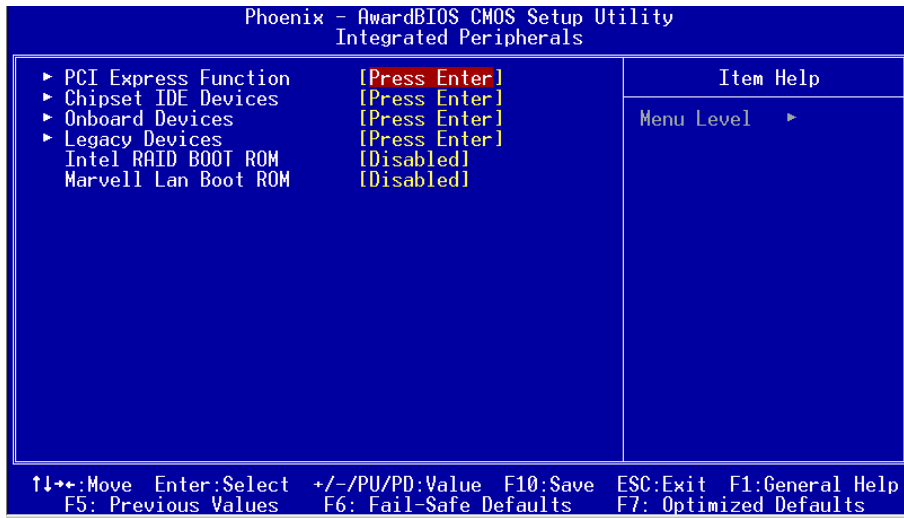 Phoenix - AwardBIOS CMOS Setup Utility
Integrated Peripherals
► PCI Express Function [Press Enter]
► Chipset IDE Devices [Press Enter]
► Onboard Devices [Press Enter]
► Legacy Devices [Press Enter]
Intel RAID BOOT ROM [Disabled]
Marvell Lan Boot ROM [Disabled]
Item Help
Menu Level ►
↑↓→←:Move Enter:Select +/-/PU/PD:Value F10:Save ESC:Exit F1:General Help
F5: Previous Values F6: Fail-Safe Defaults F7: Optimized Defaults